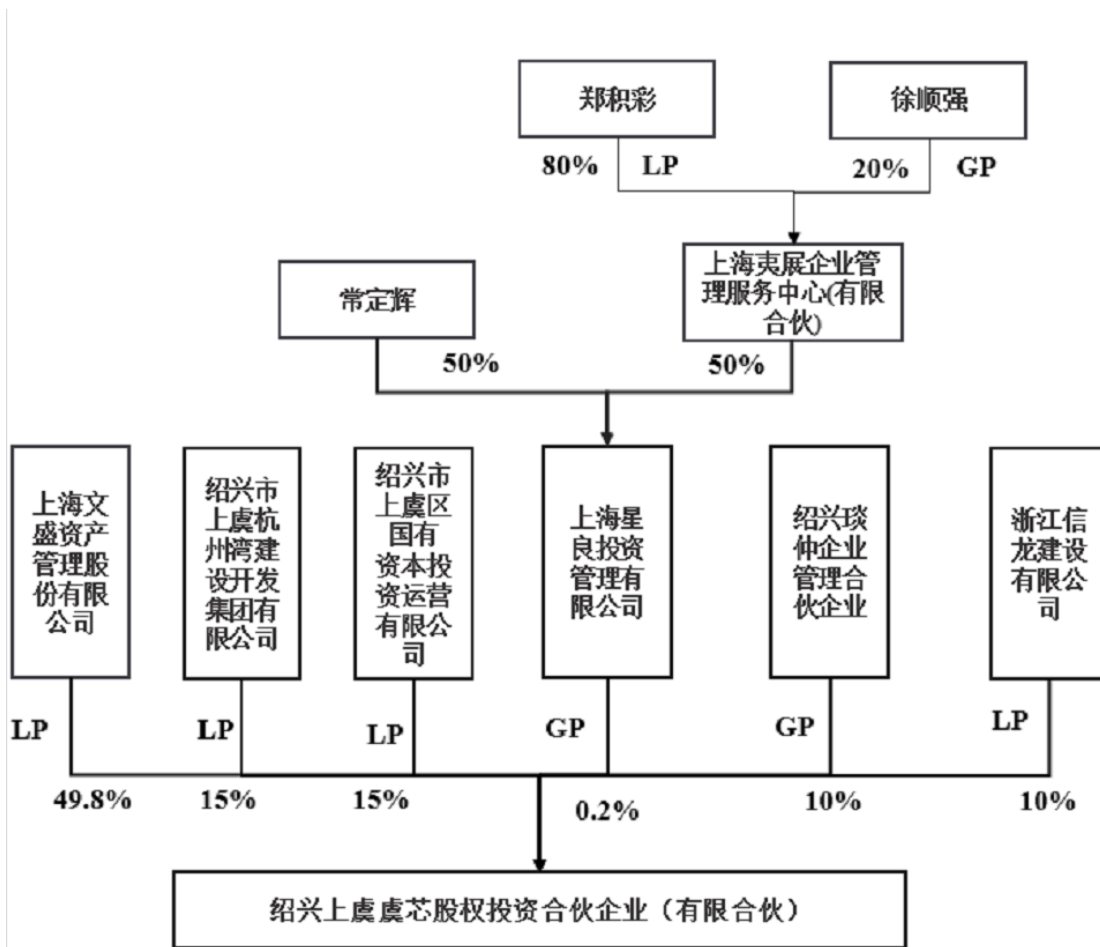 郑积彩
徐顺强
80%
LP
20%
GP
上海夷展企业管
理服务中心(有限
合伙)
常定辉
50%
50%
上海文
盛资产
管理股
份有限
公司
绍兴市
上虞杭
州湾建
设开发
集团有
限公司
绍兴市
上虞区
国有
资本投
资运营
有限公
司
上海星
良投资
管理有
限公司
绍兴琰
仲企业
管理合
伙企业
浙江信
龙建设
有限公
司
LP
LP
LP
GP
GP
LP
49.8%
15%
15%
0.2%
10%
10%
绍兴上虞虞芯股权投资合伙企业（有限合伙）